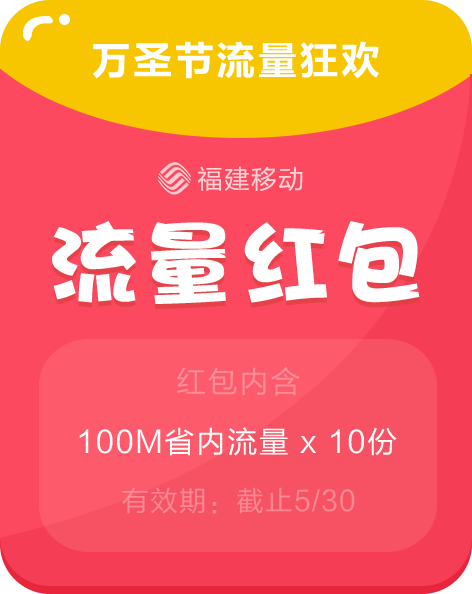 万圣节流量狂欢
福建移动
流量红包
红包内含
100M省内流量 x 10份
有效期：截止5/30